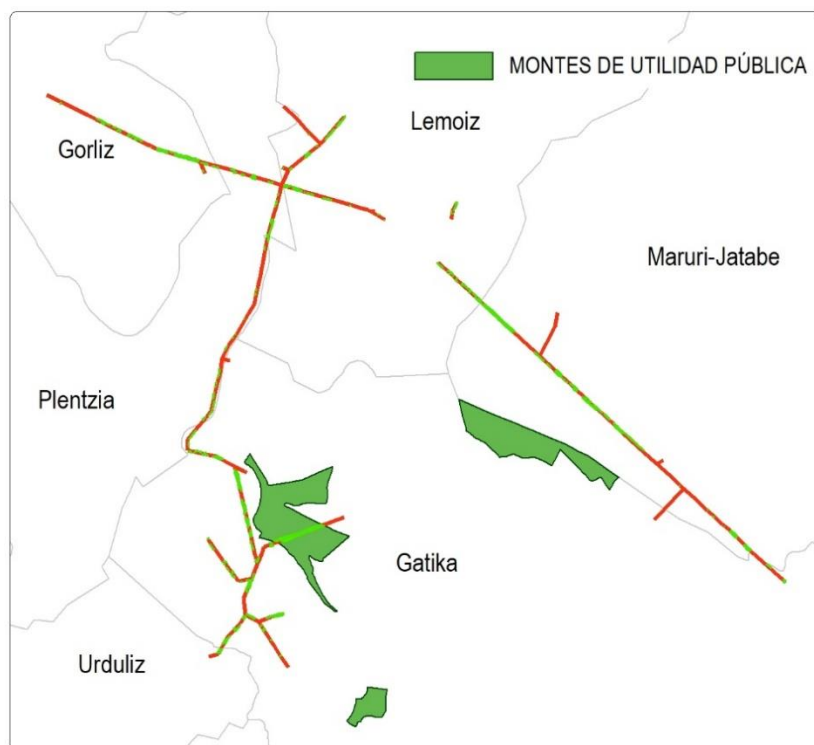 MONTES DE UTILIDAD PÚBLICA
Lemoiz
Gorliz
Maruri-Jatabe
Plentzia
Gatika
Urduliz